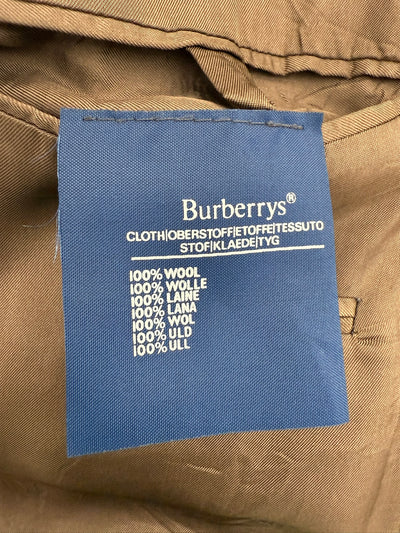 Burberrys®
CLOTH|OBERSTOFF|ETOFFE|TESSUTO
STOF|KLAEDE|TYG
100% WOOL
100% WOLLE
100% LAINE
100% LANA
100% WOL
100% ULD
100% ULL